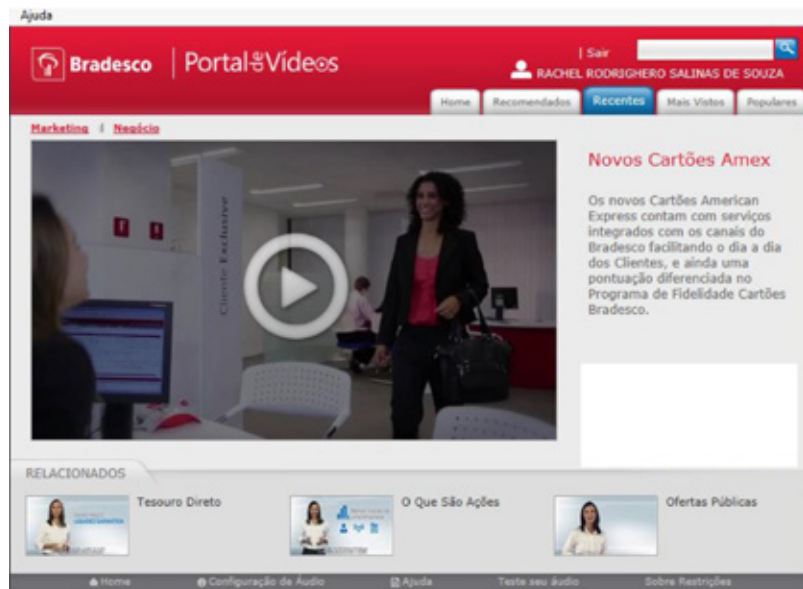 Ajuda
Bradesco | Portal de Vídeos
| Sair
RACHEL RODRIGHERO SALINAS DE SOUZA
Home Recomendados Recentes Mais Vistos Populares
Marketing | Negócio
Cliente Exclusive
Novos Cartões Amex
Os novos Cartões American
Express contam com serviços
integrados com os canais do
Bradesco facilitando o dia a dia
dos Clientes, e ainda uma
pontuação diferenciada no
Programa de Fidelidade Cartões
Bradesco.
RELACIONADOS
Tesouro Direto
O Que São Ações
Ofertas Públicas
Home Configuração de Áudio Ajuda Teste seu áudio Sobre Restrições